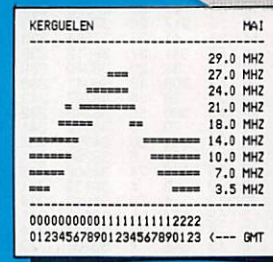 KERGUELEN MAI
29.0 MHZ
27.0 MHZ
24.0 MHZ
21.0 MHZ
18.0 MHZ
14.0 MHZ
10.0 MHZ
7.0 MHZ
3.5 MHZ
000000000011111111112222
012345678901234567890123 <--- GMT